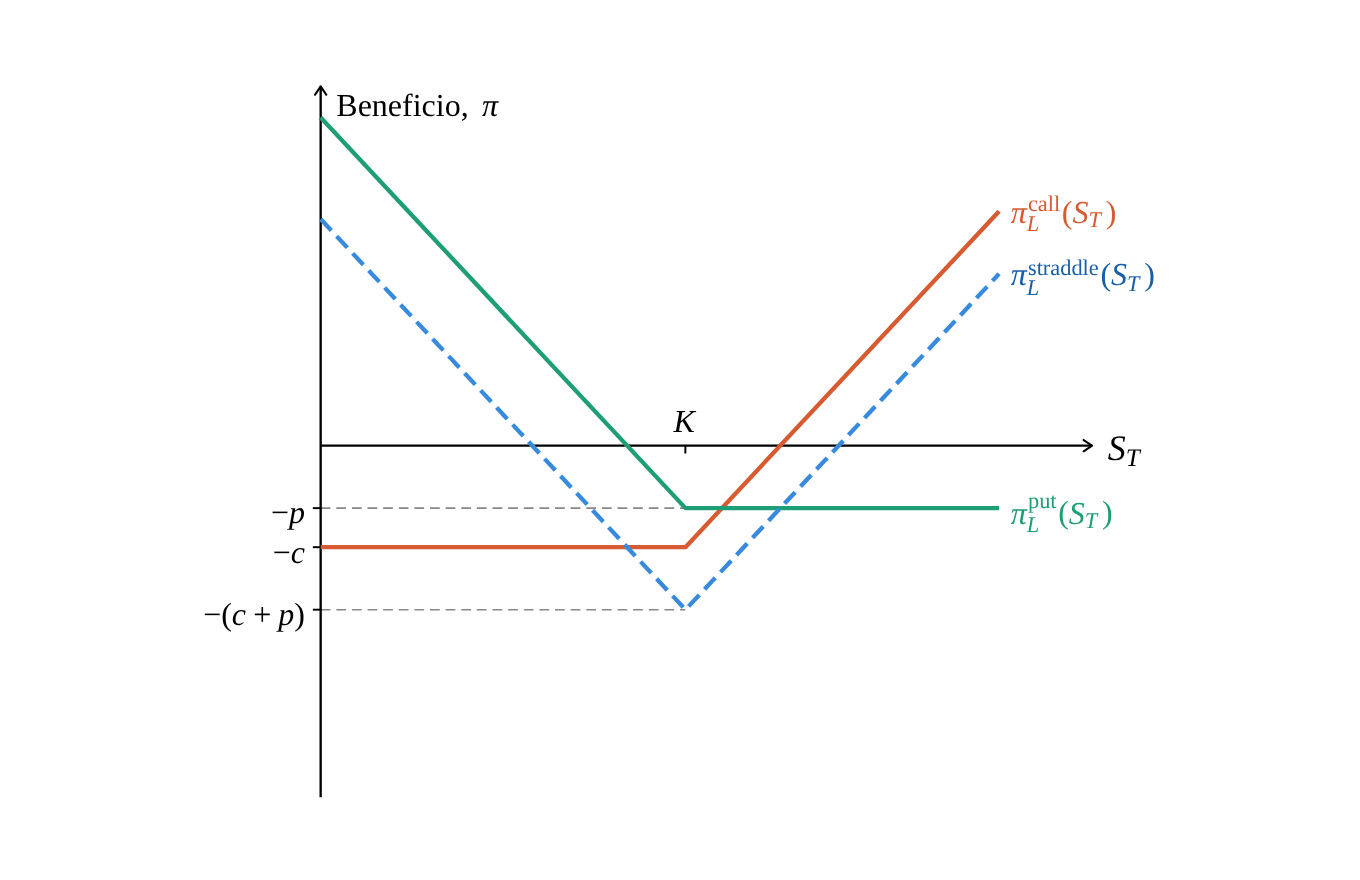 Beneficio, π
π_L^call(S_T)
π_L^straddle(S_T)
K
S_T
−p
π_L^put(S_T)
−c
−(c + p)